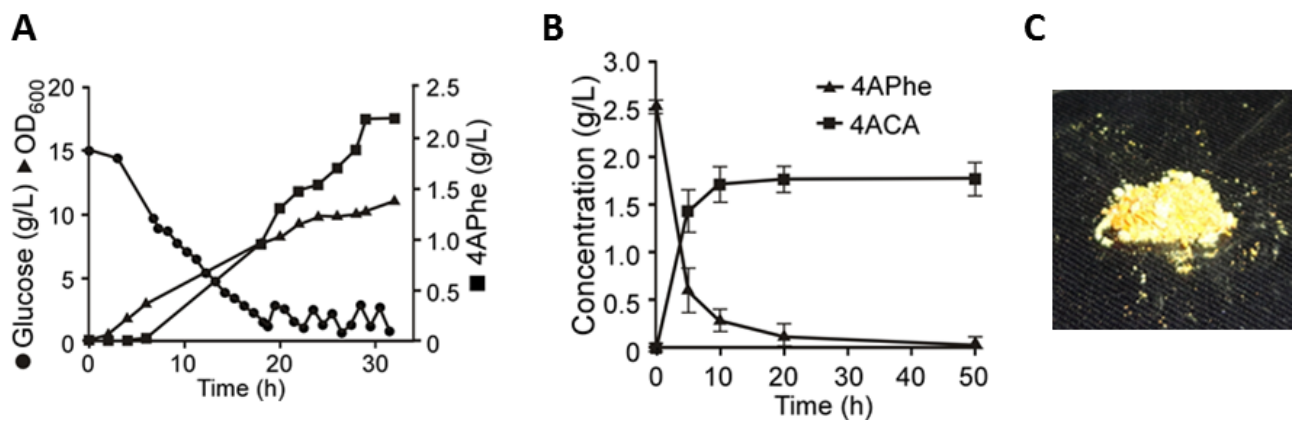 A
● Glucose (g/L) ▲ OD600
20
15
10
5
0
2.5
2.0
1.5
1.0
0.5
0
■ 4APhe (g/L)
0 10 20 30
Time (h)
B
Concentration (g/L)
3.0
2.5
2.0
1.5
1.0
0.5
0
4APhe
4ACA
0 10 20 30 40 50
Time (h)
C